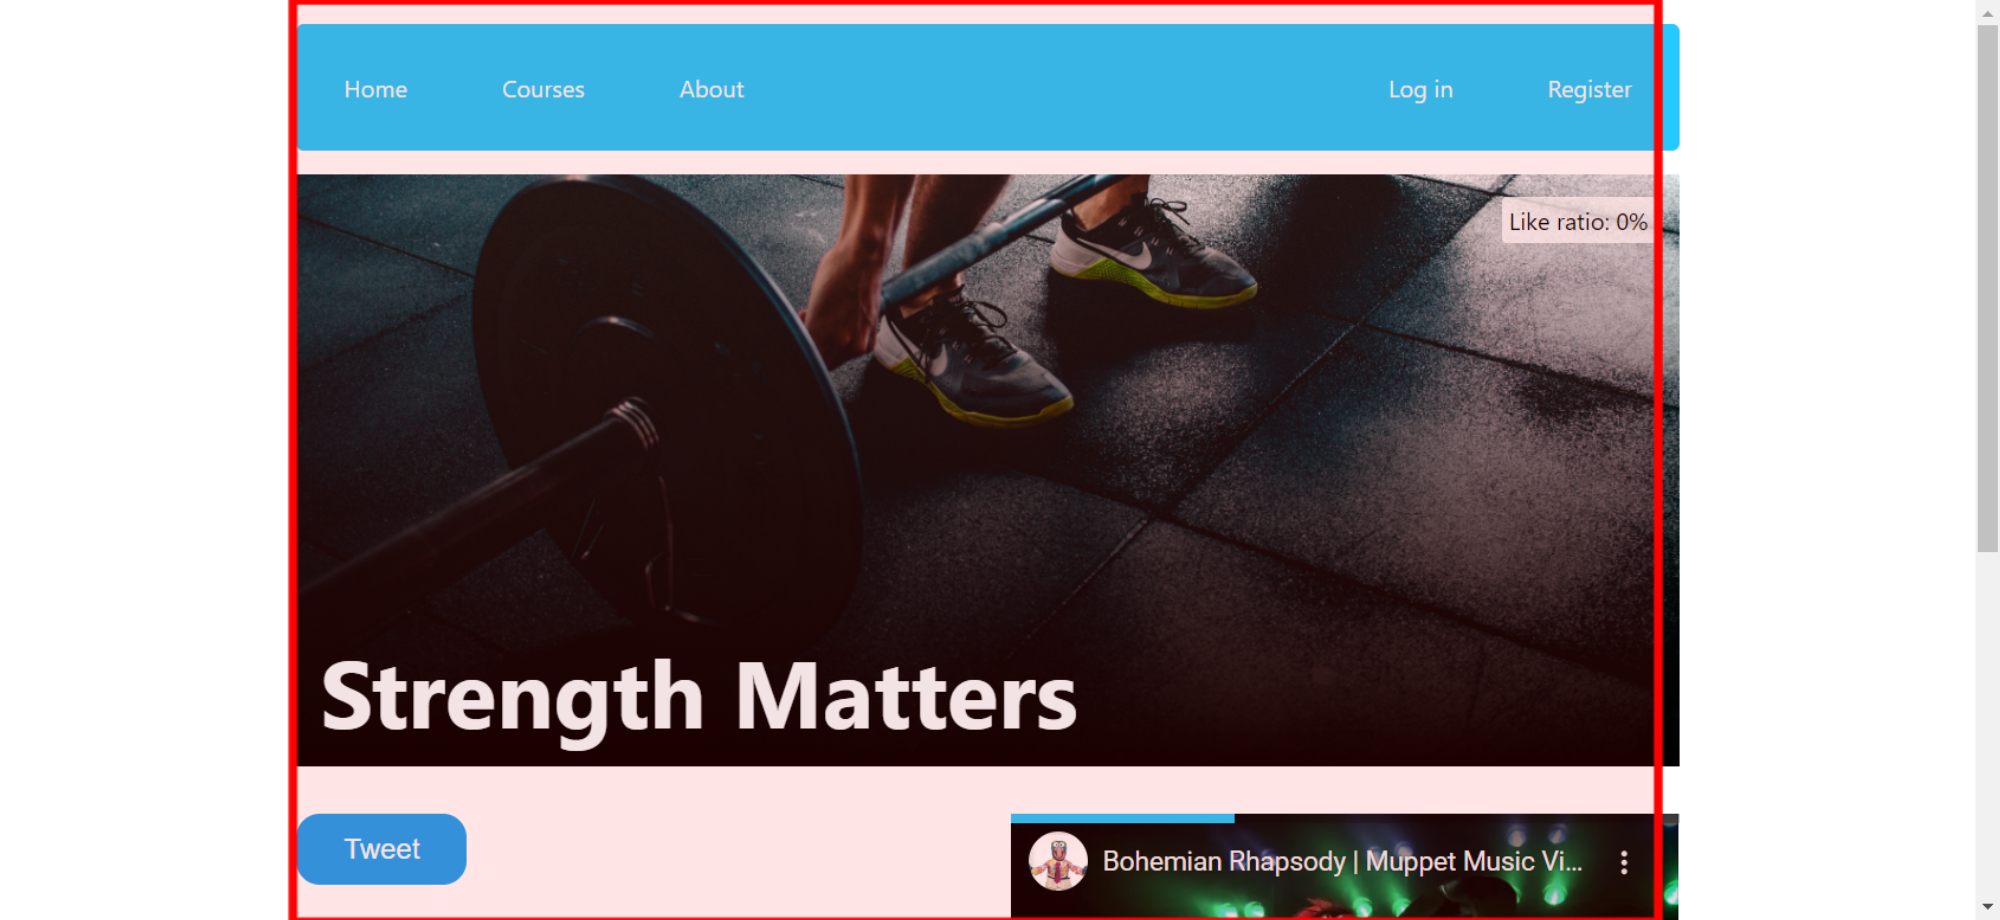 Home Courses About Log in Register
Like ratio: 0%
Strength Matters
Tweet
Bohemian Rhapsody | Muppet Music Vi...